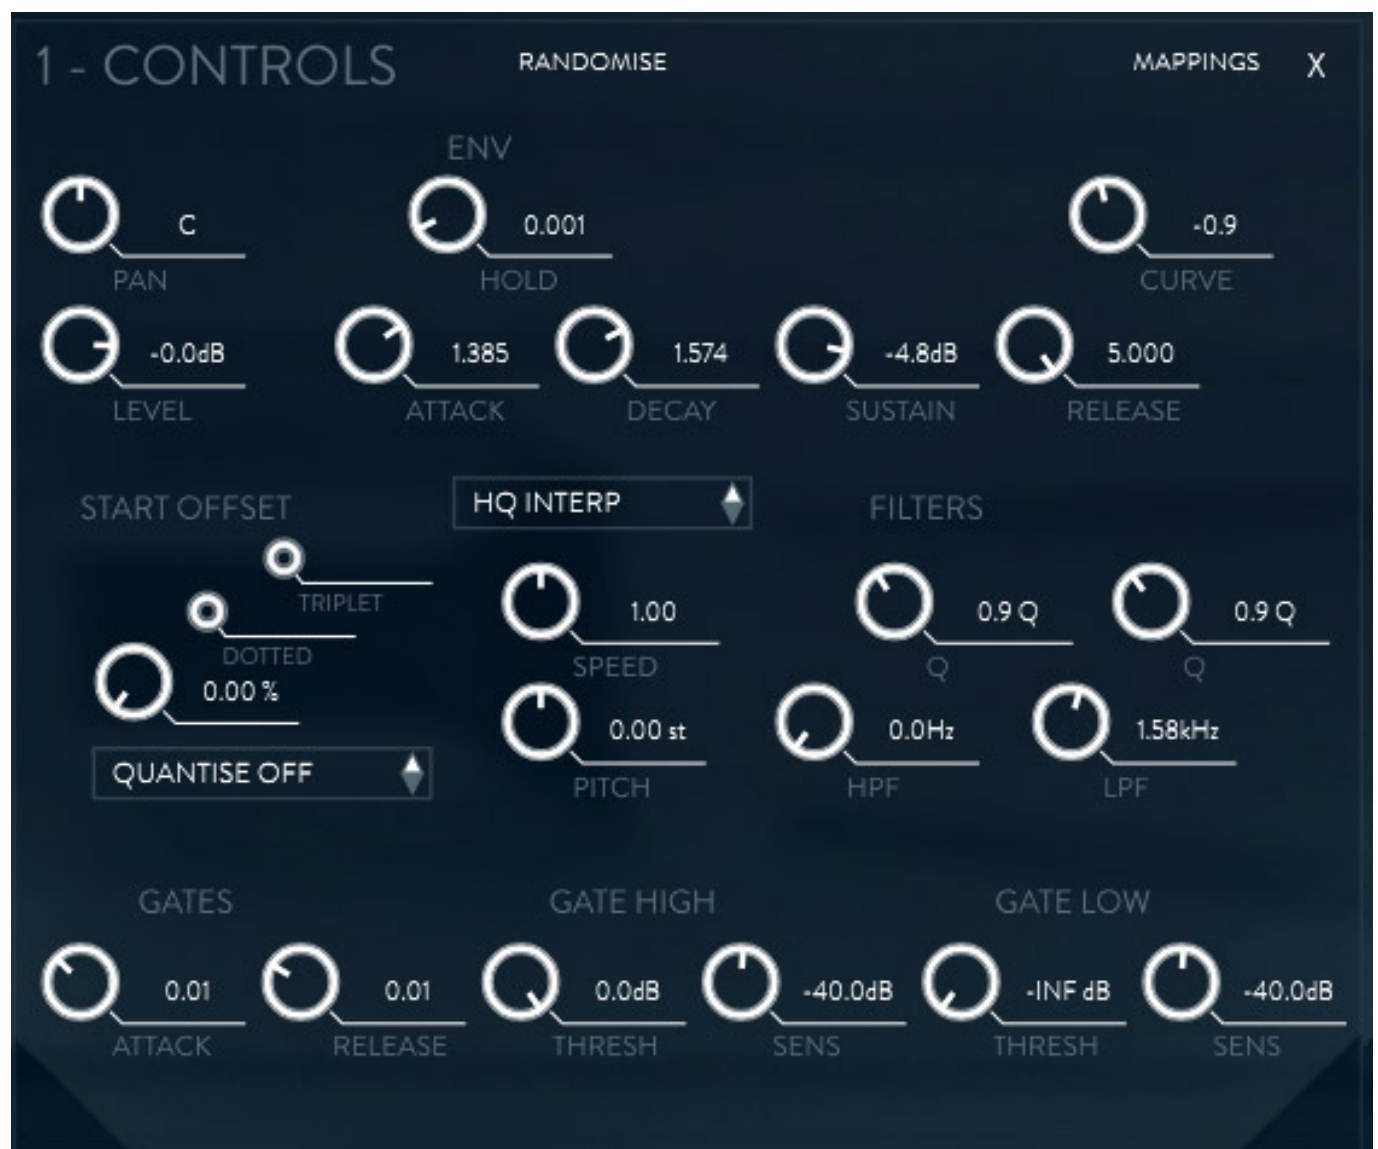 1 - CONTROLS
RANDOMISE
MAPPINGS X
ENV
C
0.001
-0.9
PAN
HOLD
CURVE
-0.0dB
1.385
1.574
-4.8dB
5.000
LEVEL
ATTACK
DECAY
SUSTAIN
RELEASE
START OFFSET
HQ INTERP
FILTERS
TRIPLET
DOTTED
0.00 %
QUANTISE OFF
1.00
SPEED
0.00 st
PITCH
0.9 Q
0.9 Q
Q
Q
0.0Hz
1.58kHz
HPF
LPF
GATES
GATE HIGH
GATE LOW
0.01
0.01
0.0dB
-40.0dB
-INF dB
-40.0dB
ATTACK
RELEASE
THRESH
SENS
THRESH
SENS